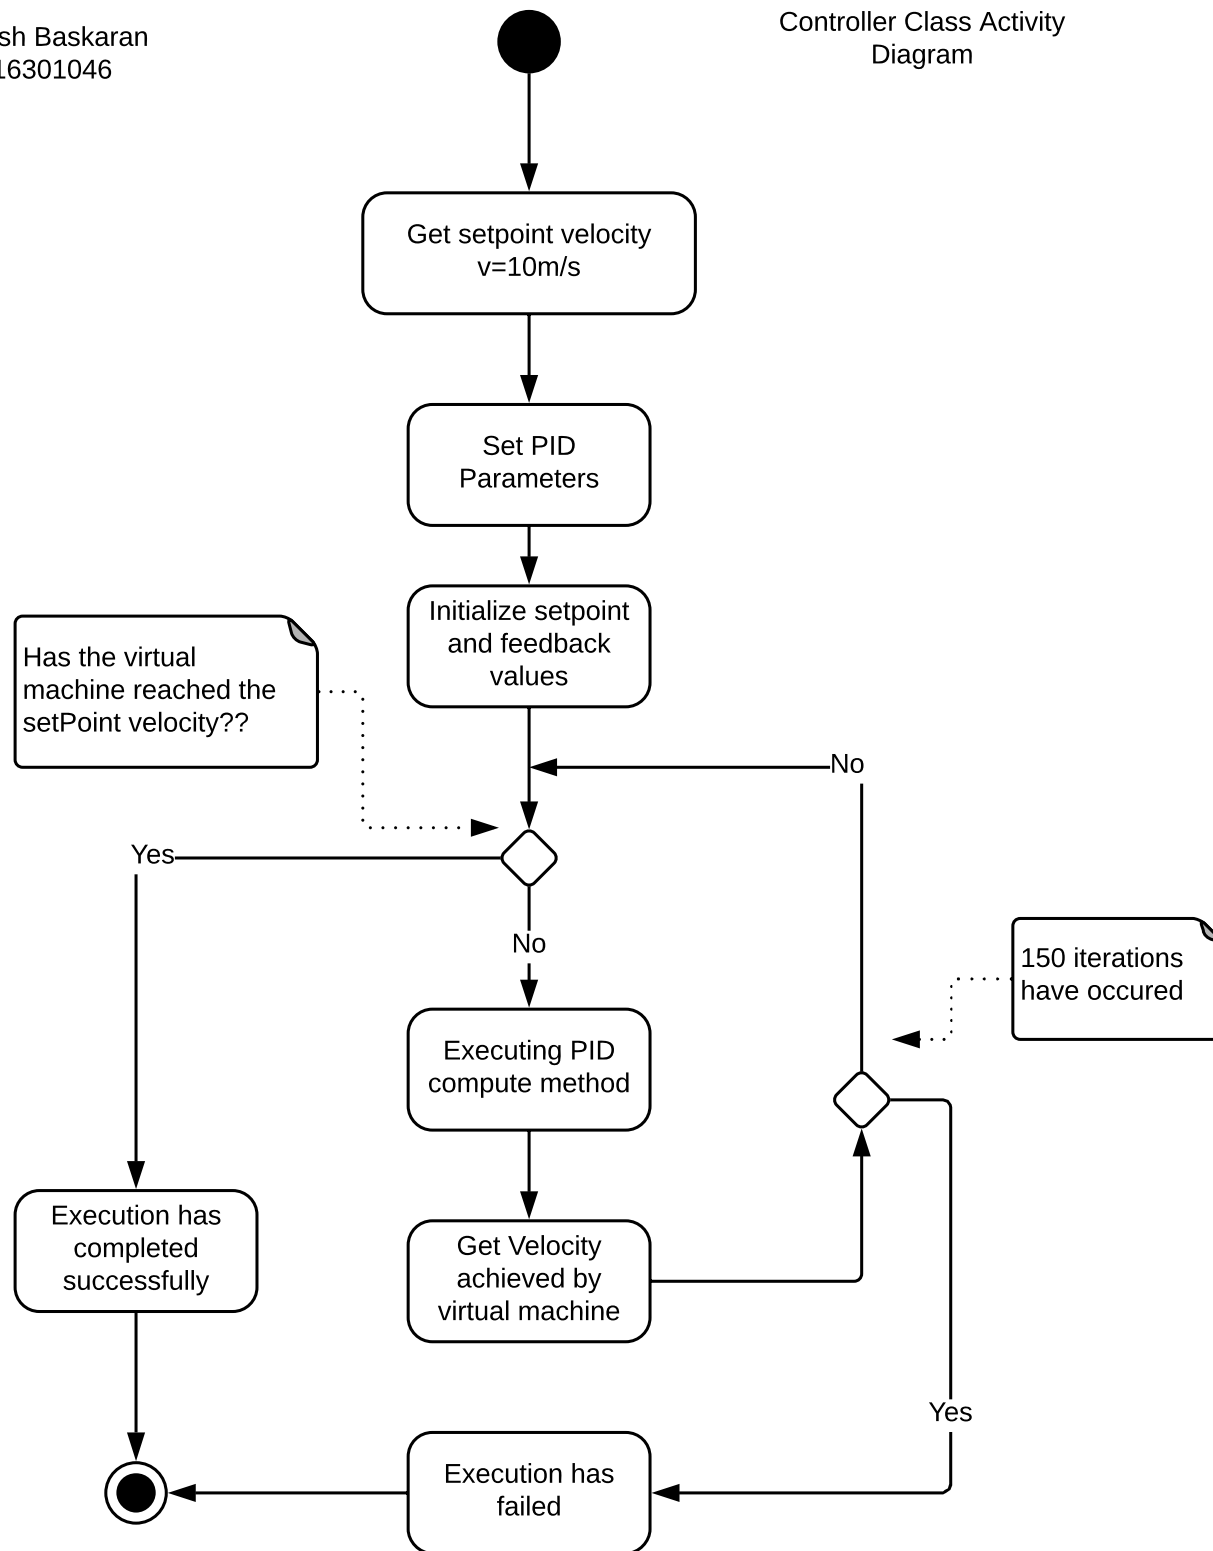 sh Baskaran
16301046
Controller Class Activity
Diagram
Get setpoint velocity
v=10m/s
Set PID
Parameters
Initialize setpoint
and feedback
values
Has the virtual
machine reached the
setPoint velocity??
No
Yes
No
150 iterations
have occured
Executing PID
compute method
Execution has
completed
successfully
Get Velocity
achieved by
virtual machine
Yes
Execution has
failed